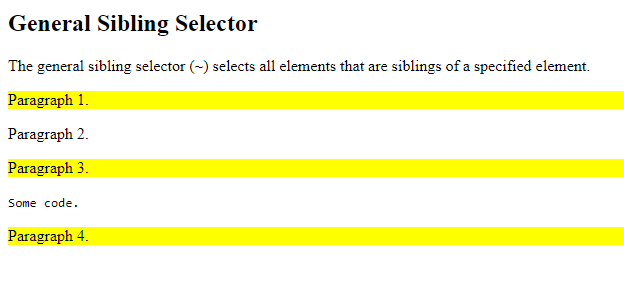 General Sibling Selector
The general sibling selector (~) selects all elements that are siblings of a specified element.
Paragraph 1.
Paragraph 2.
Paragraph 3.
Some code.
Paragraph 4.